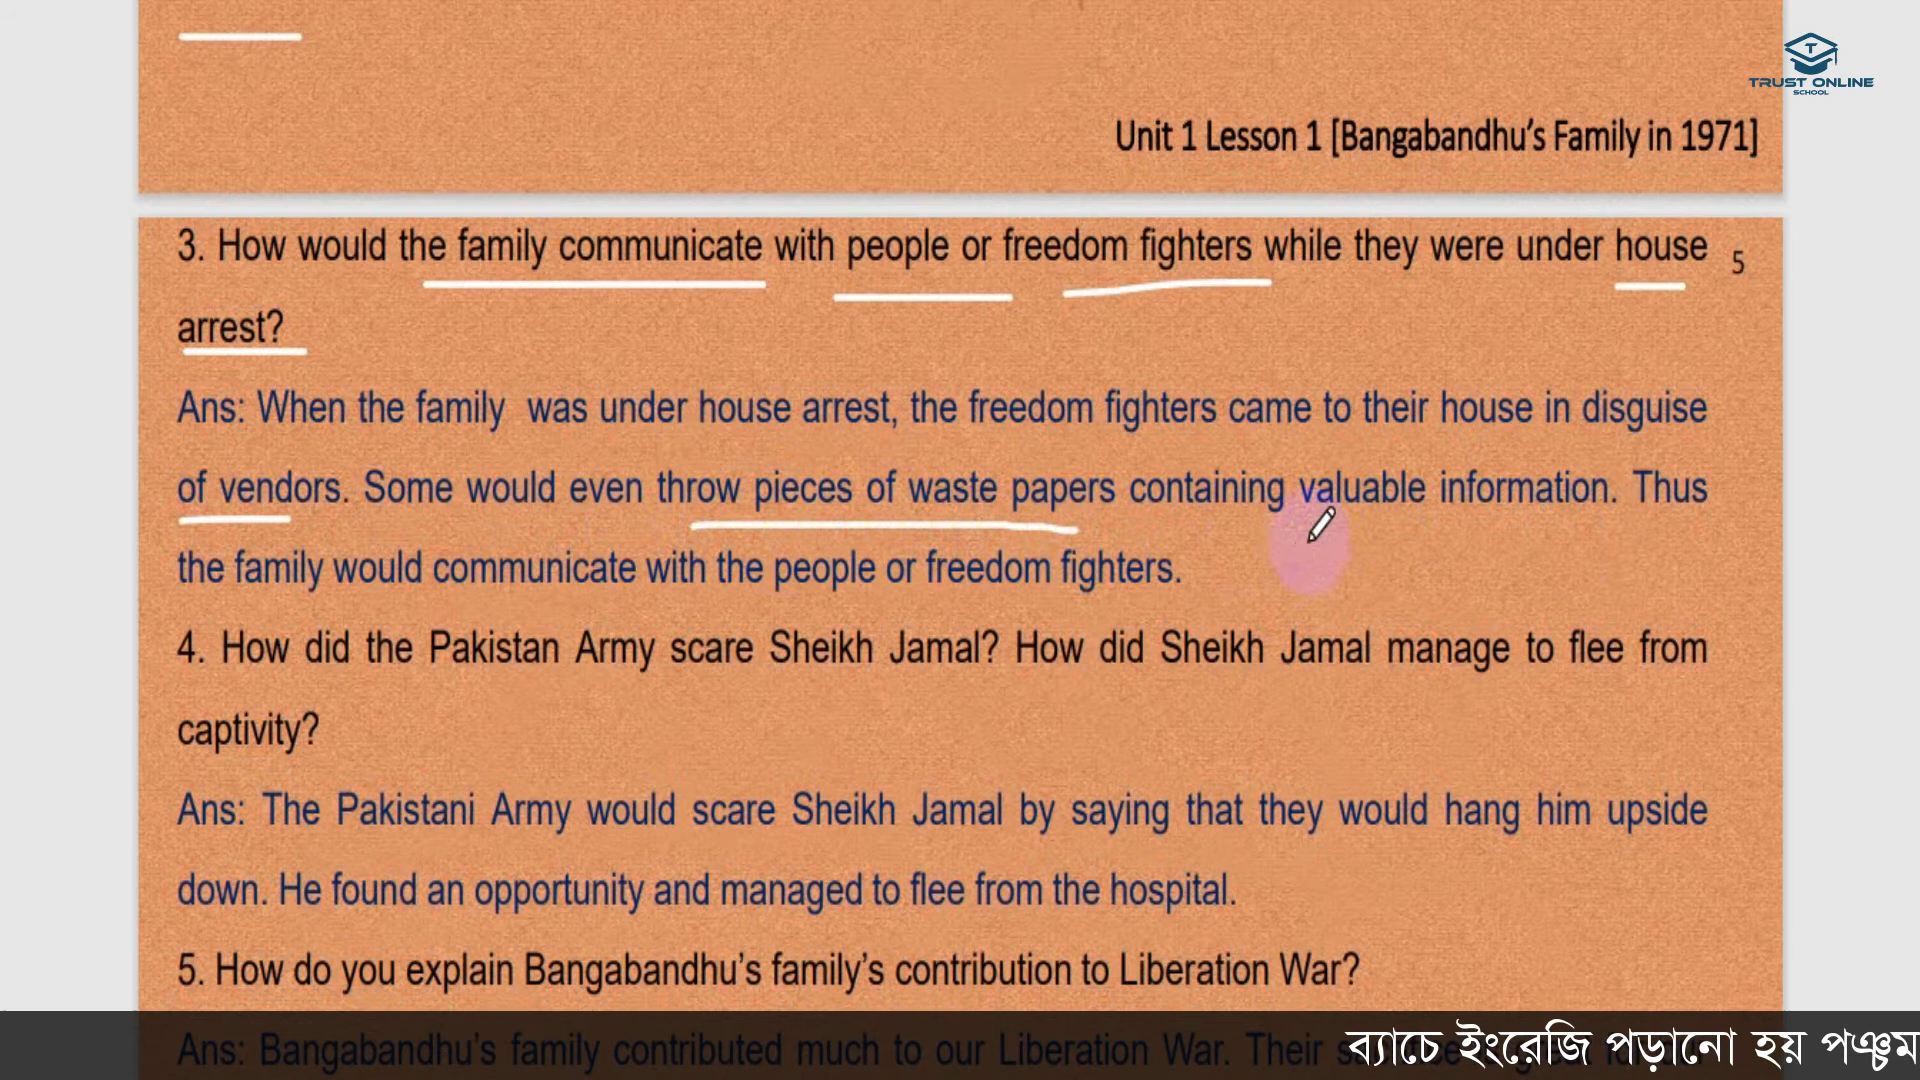 TRUST ONLINE
SCHOOL
Unit 1 Lesson 1 [Bangabandhu’s Family in 1971]
3. How would the family communicate with people or freedom fighters while they were under house
5
arrest?
Ans: When the family was under house arrest, the freedom fighters came to their house in disguise
of vendors. Some would even throw pieces of waste papers containing valuable information. Thus
the family would communicate with the people or freedom fighters.
4. How did the Pakistan Army scare Sheikh Jamal? How did Sheikh Jamal manage to flee from
captivity?
Ans: The Pakistani Army would scare Sheikh Jamal by saying that they would hang him upside
down. He found an opportunity and managed to flee from the hospital.
5. How do you explain Bangabandhu’s family’s contribution to Liberation War?
Ans: Bangabandhu’s family contributed much to our Liberation War. Their
ব্যাচে ইংরেজি পড়ানো হয় পঞ্চম